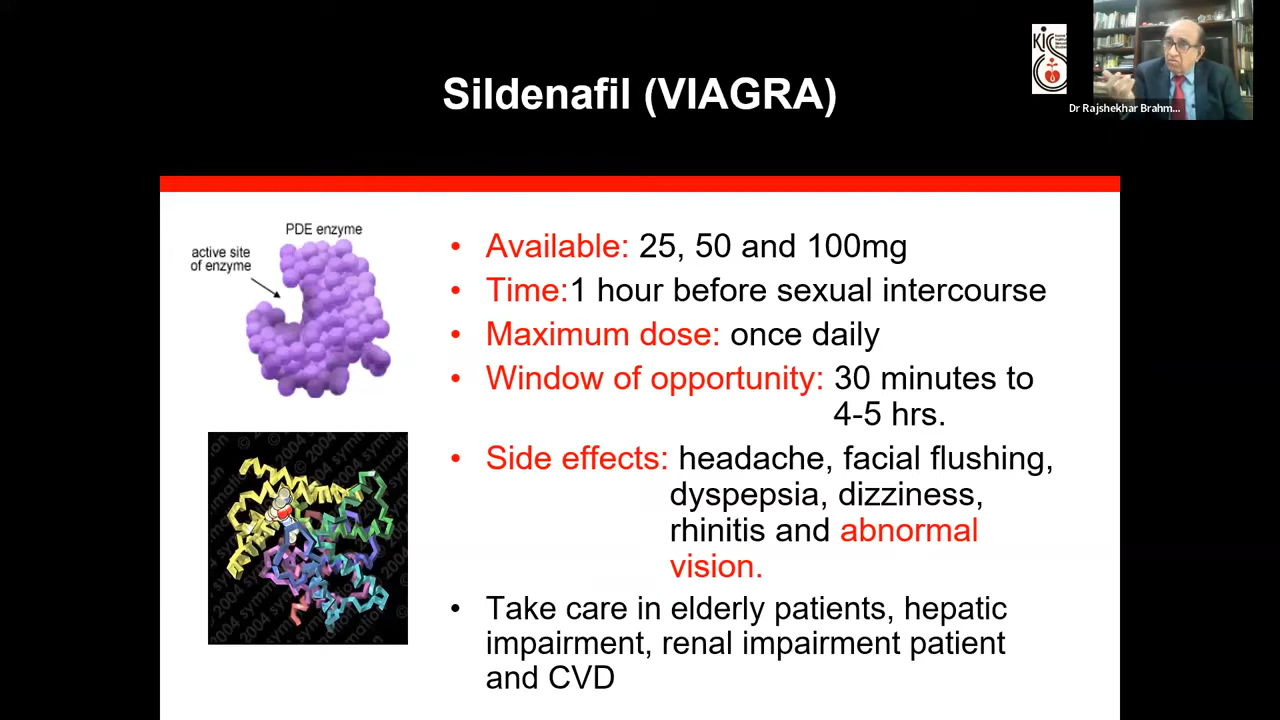 Sildenafil (VIAGRA)
KISS
Dr Rajshekhar Brahm...
PDE enzyme
active site
of enzyme
• Available: 25, 50 and 100mg
• Time:1 hour before sexual intercourse
• Maximum dose: once daily
• Window of opportunity: 30 minutes to
4-5 hrs.
• Side effects: headache, facial flushing,
dyspepsia, dizziness,
rhinitis and abnormal
vision.
• Take care in elderly patients, hepatic
impairment, renal impairment patient
and CVD